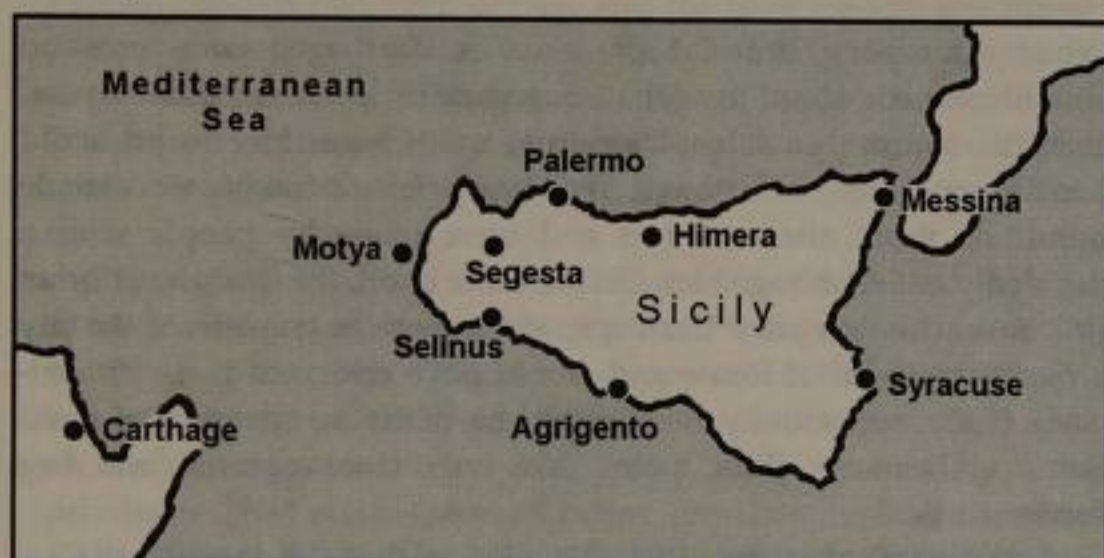 Mediterranean
Sea
Palermo
Messina
Motya
Himera
Segesta
Sicily
Selinus
Syracuse
Carthage
Agrigento